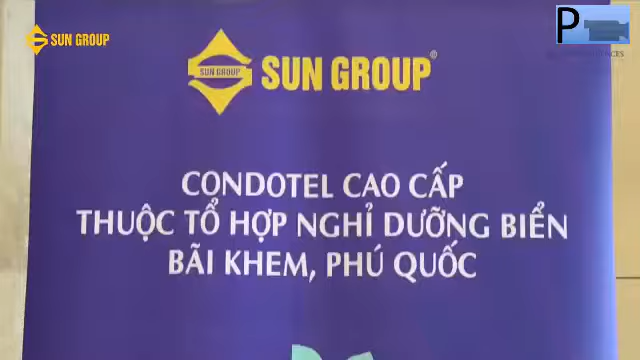 SUN GROUP
P
SUN GROUP
SUN GROUP®
CONDOTEL CAO CẤP
THUỘC TỔ HỢP NGHỈ DƯỠNG BIỂN
BÃI KHEM, PHÚ QUỐC